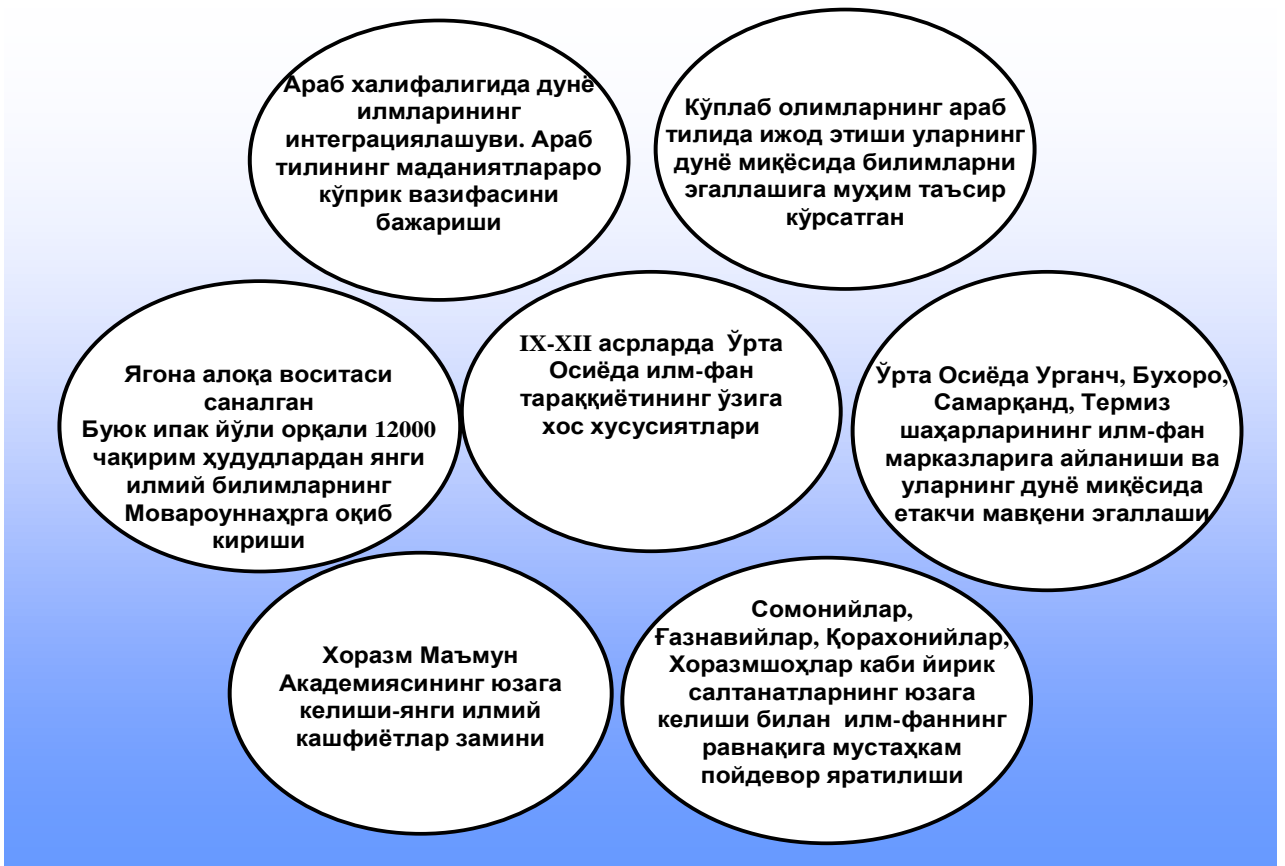 Араб халифалигида дунё
илмларининг
интеграциялашуви. Араб
тилининг маданиятлараро
кўприк вазифасини
бажариши
Кўплаб олимларнинг араб
тилида ижод этиши уларнинг
дунё миқёсида билимларни
эгаллашига муҳим таъсир
кўрсатган
Ягона алоқа воситаси
саналган
Буюк ипак йўли орқали 12000
чақирим ҳудудлардан янги
илмий билимларнинг
Мовароуннаҳрга оқиб
кириши
IX-XII асрларда Ўрта
Осиёда илм-фан
тараққиётининг ўзига
хос хусусиятлари
Ўрта Осиёда Урганч, Бухоро,
Самарқанд, Термиз
шаҳарларининг илм-фан
марказларига айланиши ва
уларнинг дунё миқёсида
етакчи мавқени эгаллаши
Хоразм Маъмун
Академиясининг юзага
келиши-янги илмий
кашфиётлар замини
Сомонийлар,
Ғазнавийлар, Қорахонийлар,
Хоразмшоҳлар каби йирик
салтанатларнинг юзага
келиши билан илм-фаннинг
равнақига мустаҳкам
пойдевор яратилиши